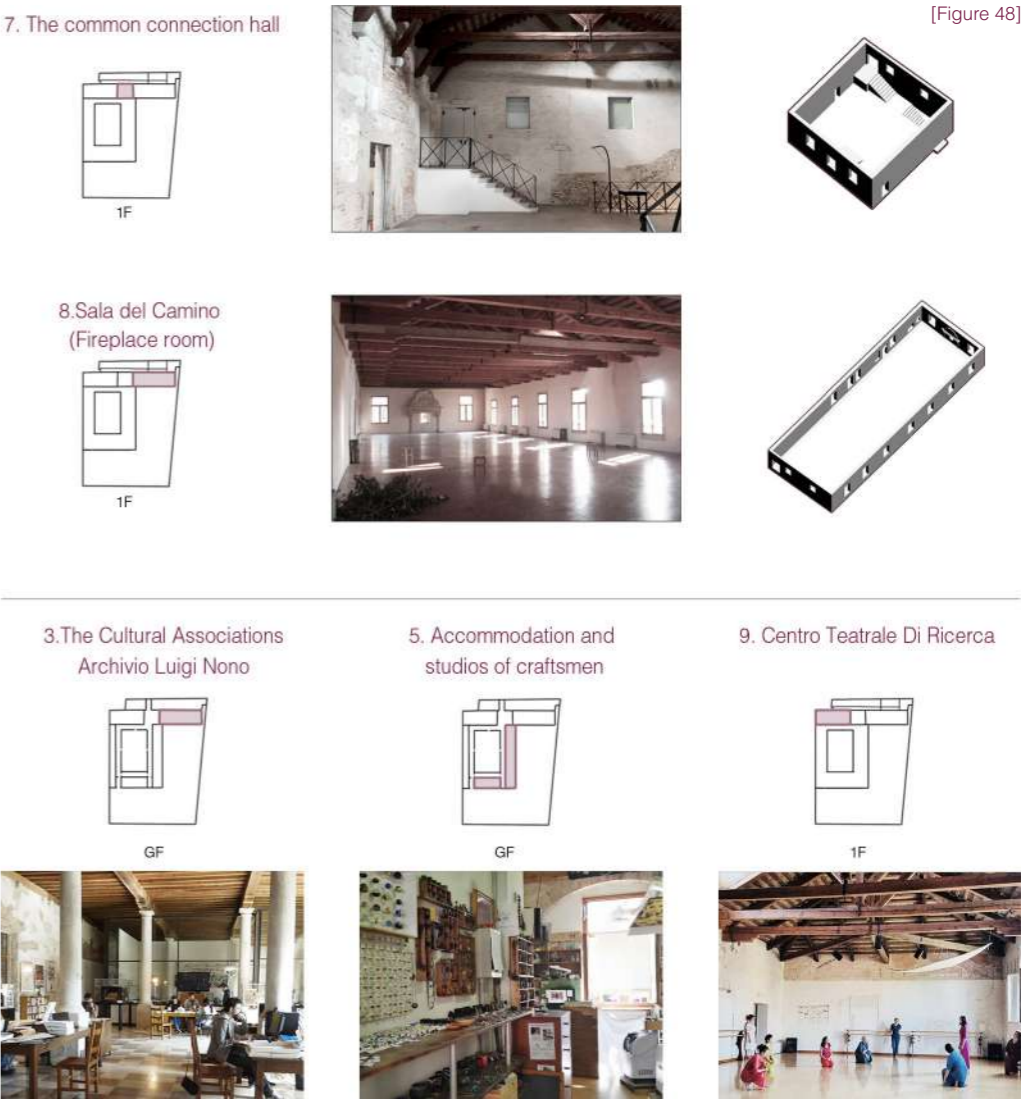 [Figure 48]
7. The common connection hall
1F
8.Sala del Camino
(Fireplace room)
1F
3.The Cultural Associations
Archivio Luigi Nono
GF
5. Accommodation and
studios of craftsmen
GF
9. Centro Teatrale Di Ricerca
1F